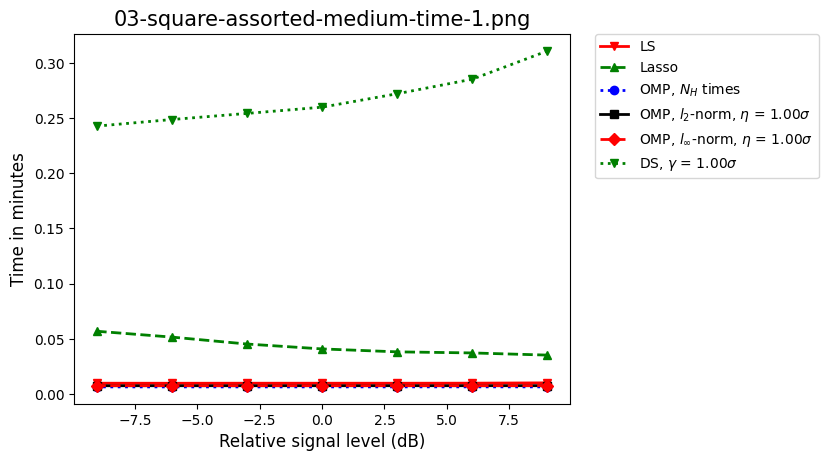 03-square-assorted-medium-time-1.png
Time in minutes
0.30
0.25
0.20
0.15
0.10
0.05
0.00
−7.5 −5.0 −2.5 0.0 2.5 5.0 7.5
Relative signal level (dB)
LS
Lasso
OMP, N_H times
OMP, l_2-norm, η = 1.00σ
OMP, l_∞-norm, η = 1.00σ
DS, γ = 1.00σ